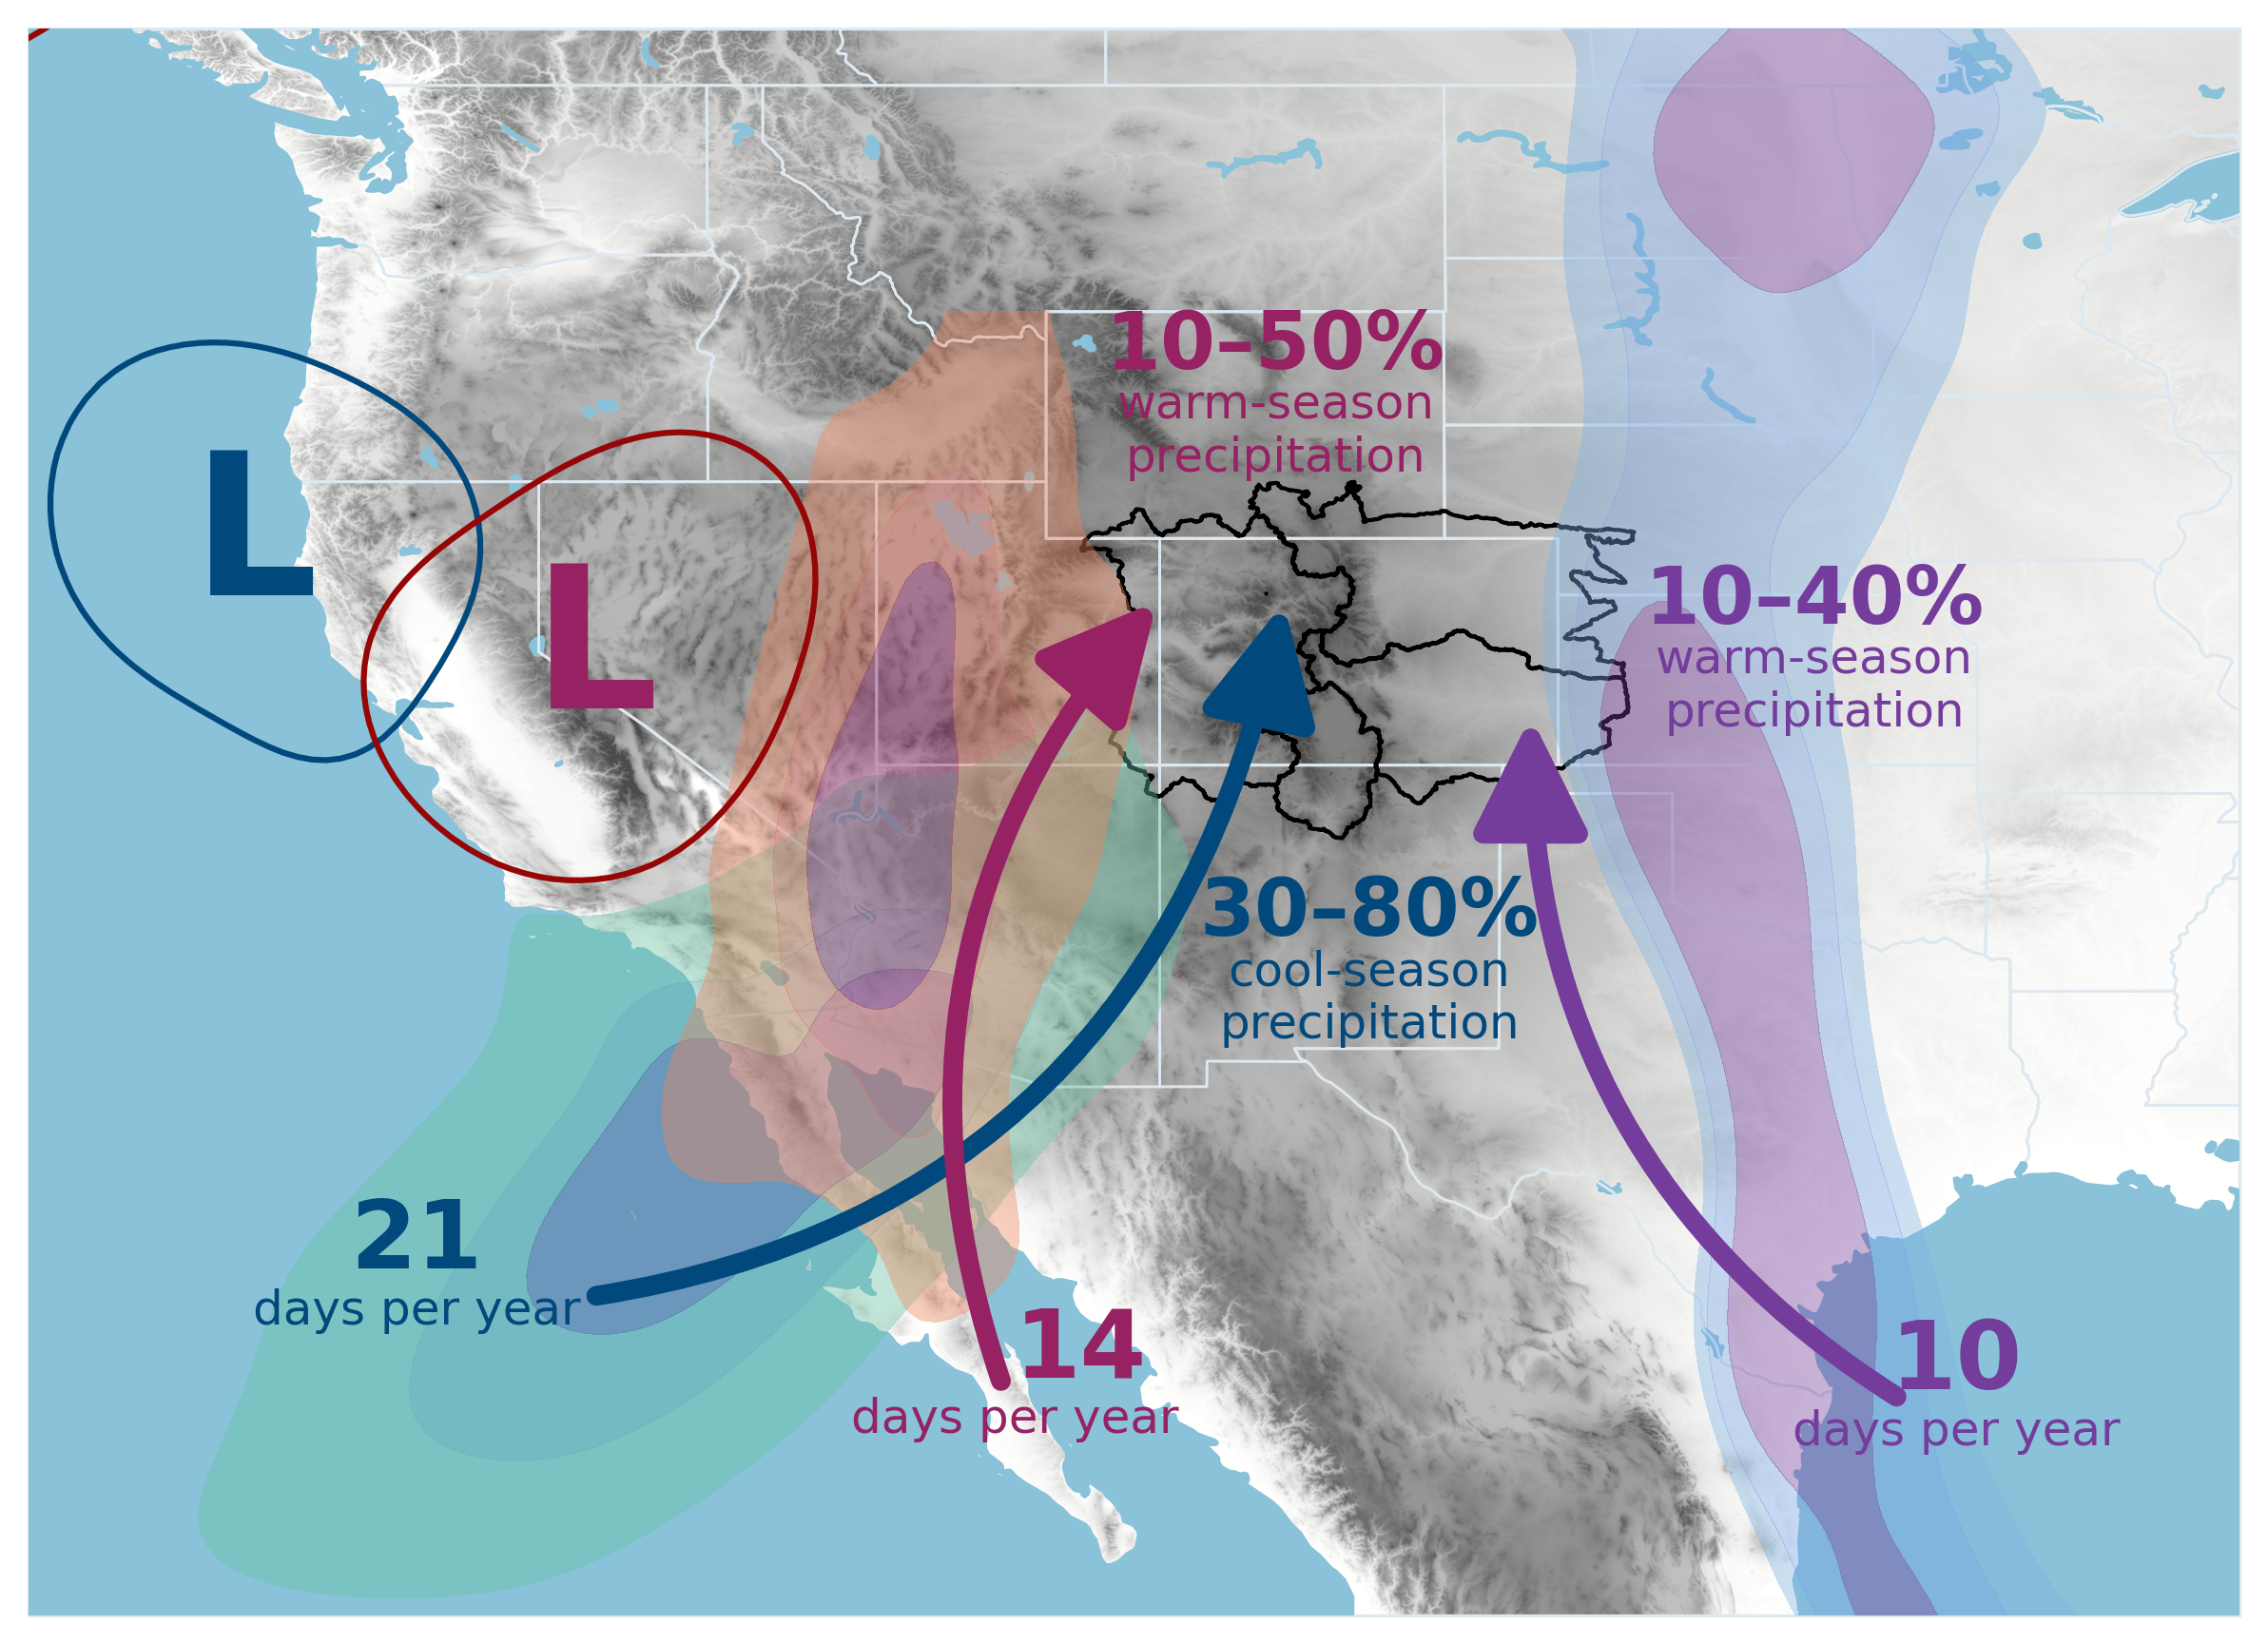 10–50%
warm-season
precipitation
L
L
10–40%
warm-season
precipitation
30–80%
cool-season
precipitation
21
days per year
14
days per year
10
days per year